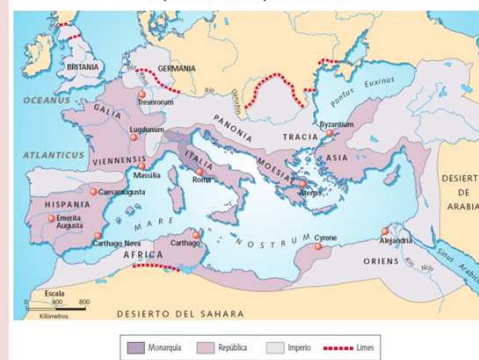 BRITANIA
GERMANIA
OCEANUS
Treverorum
GALIA
Río
Pontus Euxinus
Lugdunum
PANONIA
ATLANTICUS
VIENNENSIS
TRACIA
Byzantium
Massilia
ITALIA
MOESIA
ASIA
Roma
Caesaraugusta
Atenas
DESIERTO
DE
ARABIA
HISPANIA
Emerita
Augusta
MARE
NOSTRUM
Carthago Nova
Carthago
Cyrene
Alejandría
AFRICA
ORIENS
Río Nilo
Sinus Arabicus
Escala
0 400 800
Kilómetros
DESIERTO DEL SAHARA
Monarquía
República
Imperio
Limes